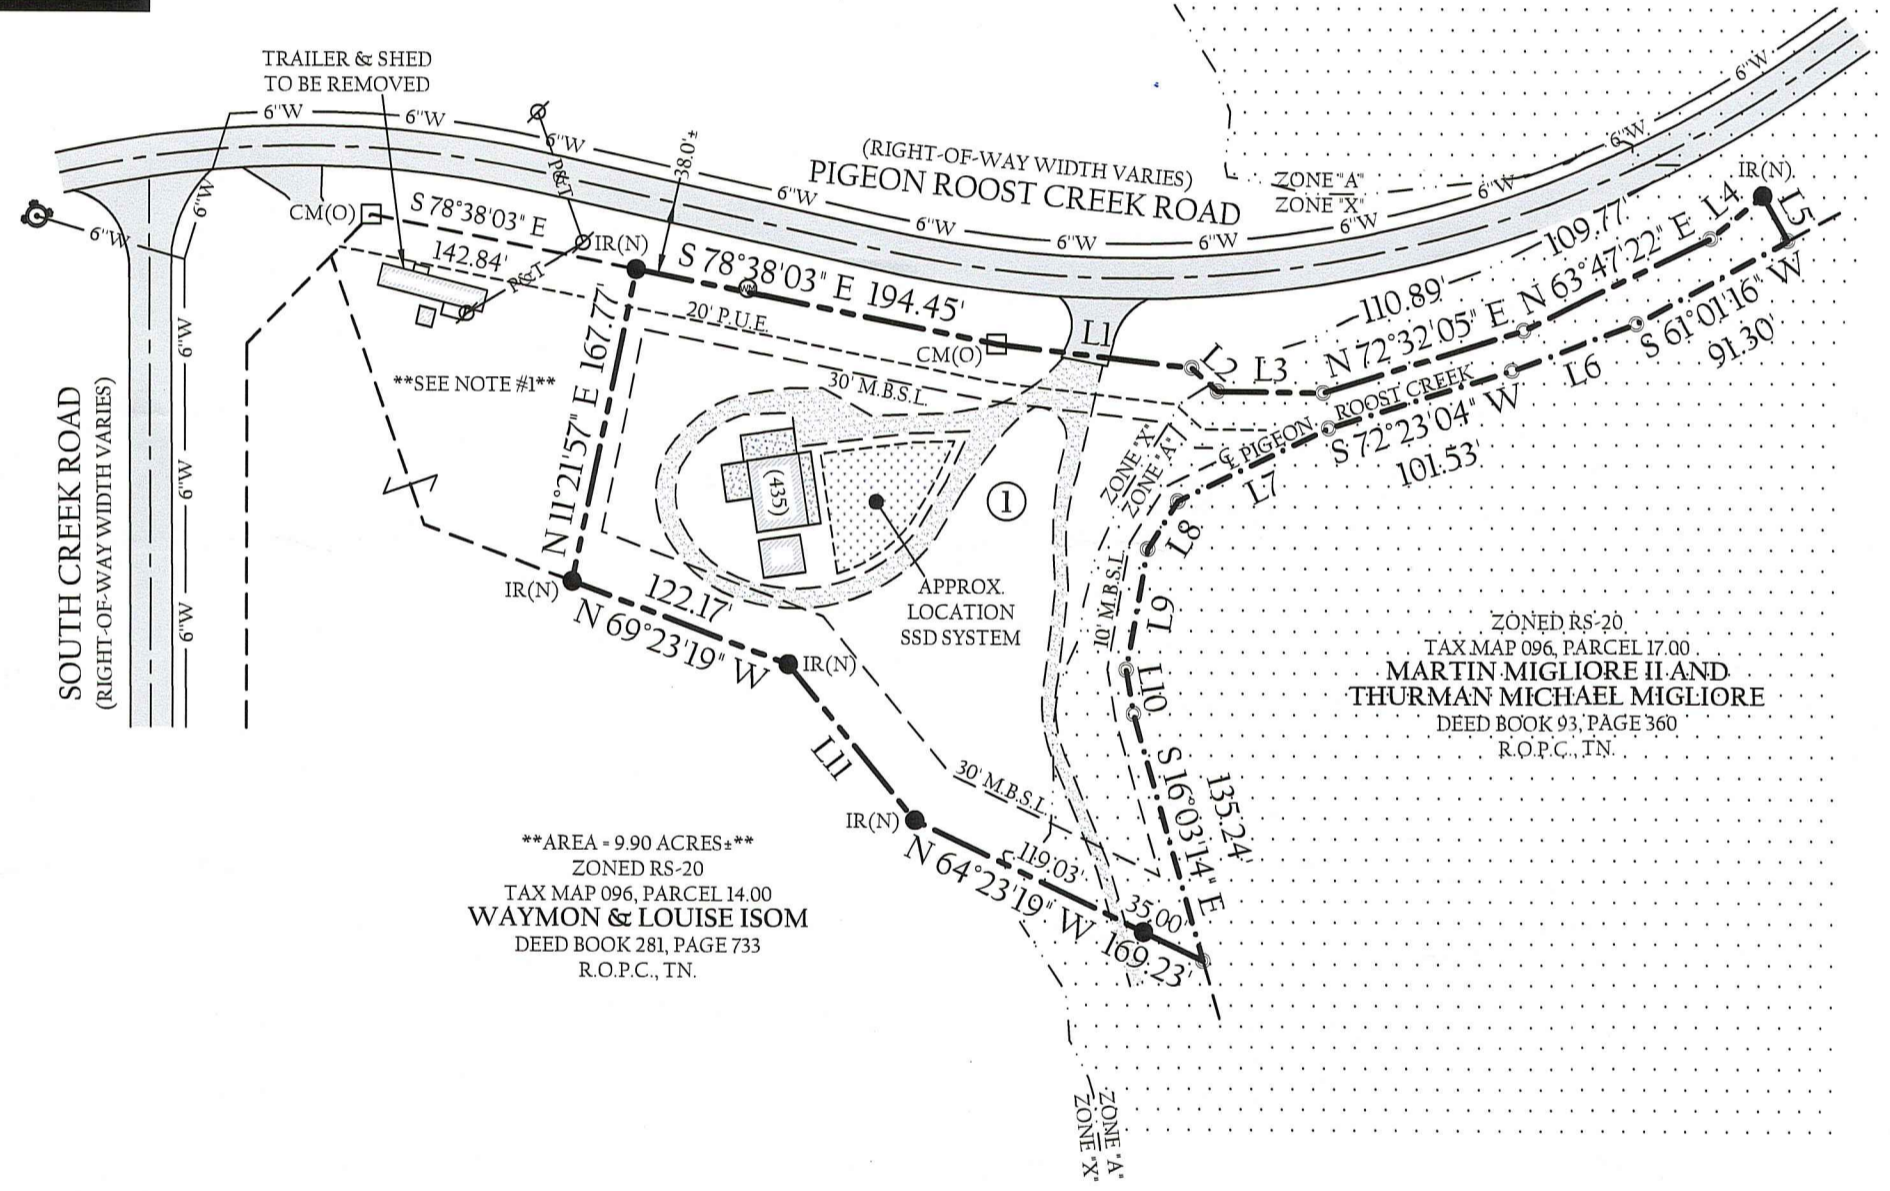 TRAILER & SHED
TO BE REMOVED
6"W
6"W
6"W
P&T
38.0'±
(RIGHT-OF-WAY WIDTH VARIES)
PIGEON ROOST CREEK ROAD
ZONE "A"
ZONE "X"
6"W
6"W
6"W
6"W
6"W
6"W
6"W
6"W
6"W
IR(N)
L4
L5
CM(O)
S 78°38'03" E
142.84'
6"W
6"W
P&T
IR(N)
S 78°38'03" E 194.45'
WM
20' P.U.E.
CM(O)
L1
L2
L3
110.89'
109.77'
N 72°32'05" E
N 63°47'22" E
S 61°01'16" W
91.30'
L6
30' M.B.S.L.
**SEE NOTE #1**
N 11°21'57" E 167.77'
6"W
6"W
6"W
SOUTH CREEK ROAD
(RIGHT-OF-WAY WIDTH VARIES)
(435)
1
ZONE "X"
ZONE "A"
℄ PIGEON ROOST CREEK
S 72°23'04" W
101.53'
L7
L8
L9
L10
10' M.B.S.L.
APPROX.
LOCATION
SSD SYSTEM
IR(N)
122.17'
N 69°23'19" W
IR(N)
L11
30' M.B.S.L.
IR(N)
119.03'
N 64°23'19" W 169.23'
35.00'
S 16°03'14" E
135.24'
ZONED RS-20
TAX MAP 096, PARCEL 17.00
MARTIN MIGLIORE II AND
THURMAN MICHAEL MIGLIORE
DEED BOOK 93, PAGE 360
R.O.P.C., TN.
**AREA = 9.90 ACRES±**
ZONED RS-20
TAX MAP 096, PARCEL 14.00
WAYMON & LOUISE ISOM
DEED BOOK 281, PAGE 733
R.O.P.C., TN.
ZONE "A"
ZONE "X"